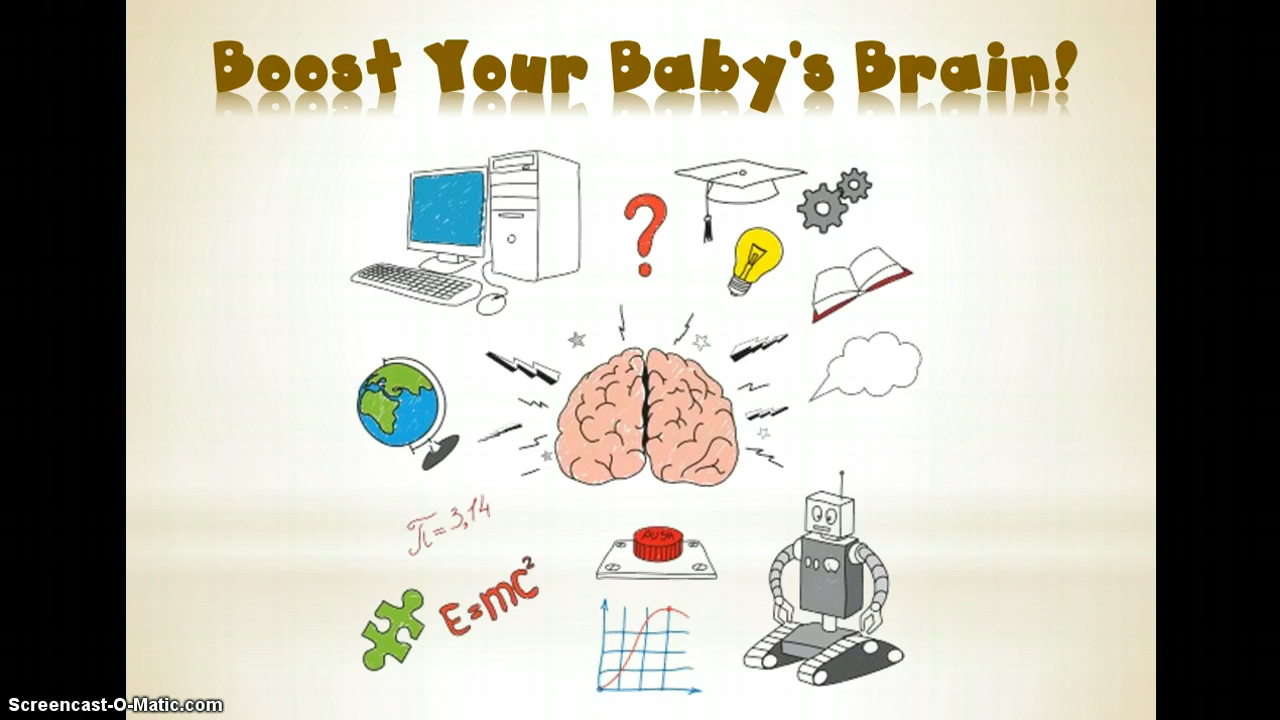 Boost Your Baby's Brain!
?
π=3,14
PUSH
E=mc²
Screencast-O-Matic.com